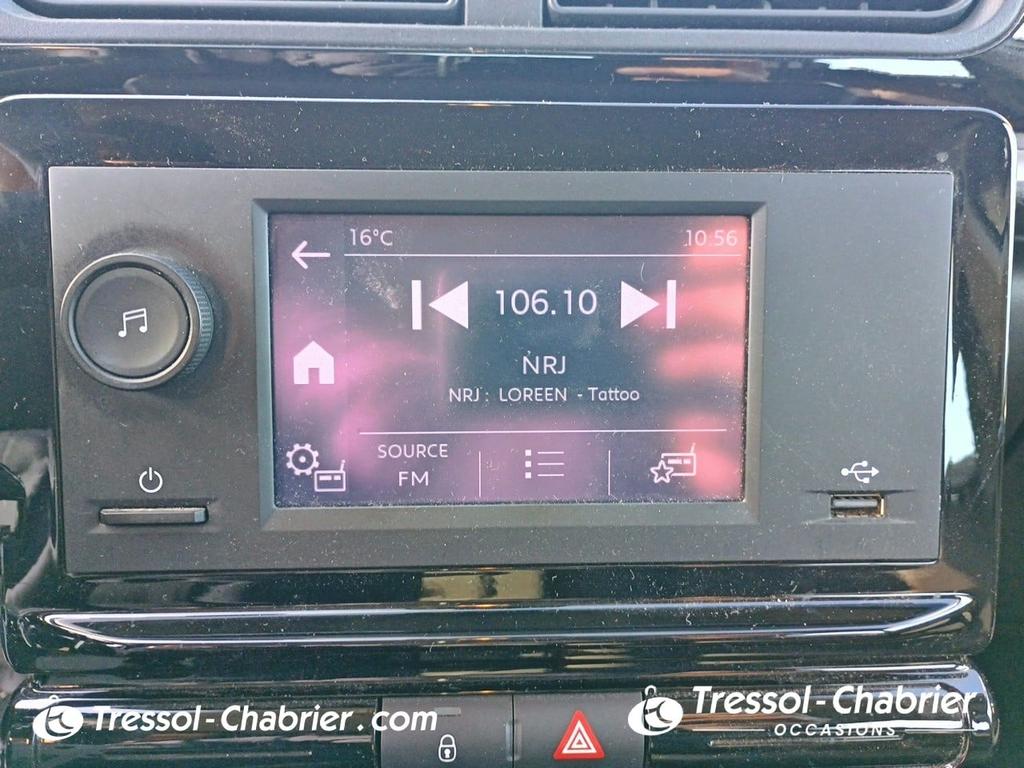 16°C 10:56
106.10
NRJ
NRJ : LOREEN - Tattoo
SOURCE
FM
Tressol-Chabrier.com
Tressol-Chabrier
OCCASIONS